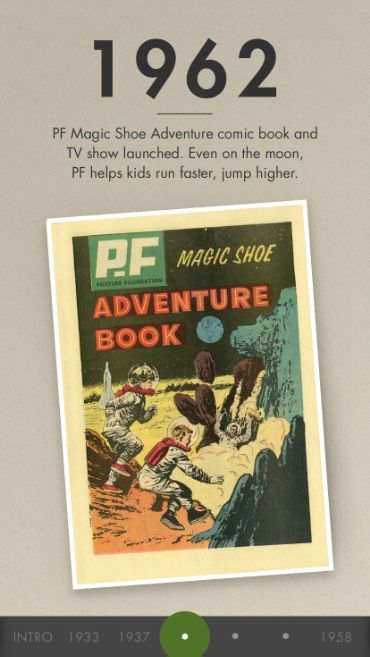 1962
PF Magic Shoe Adventure comic book and
TV show launched. Even on the moon,
PF helps kids run faster, jump higher.
P.F
POSTURE FOUNDATION
MAGIC SHOE
ADVENTURE
BOOK
INTRO 1933 1937 1958